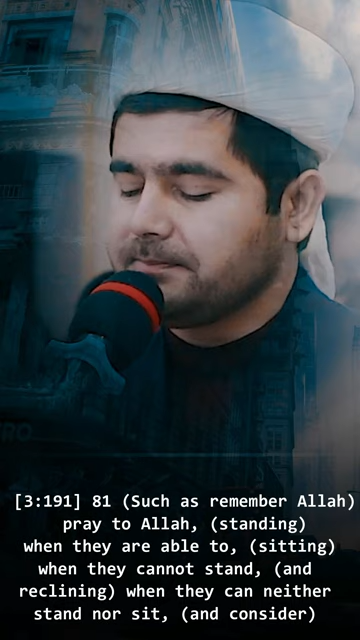 [3:191] 81 (Such as remember Allah)
pray to Allah, (standing)
when they are able to, (sitting)
when they cannot stand, (and
reclining) when they can neither
stand nor sit, (and consider)